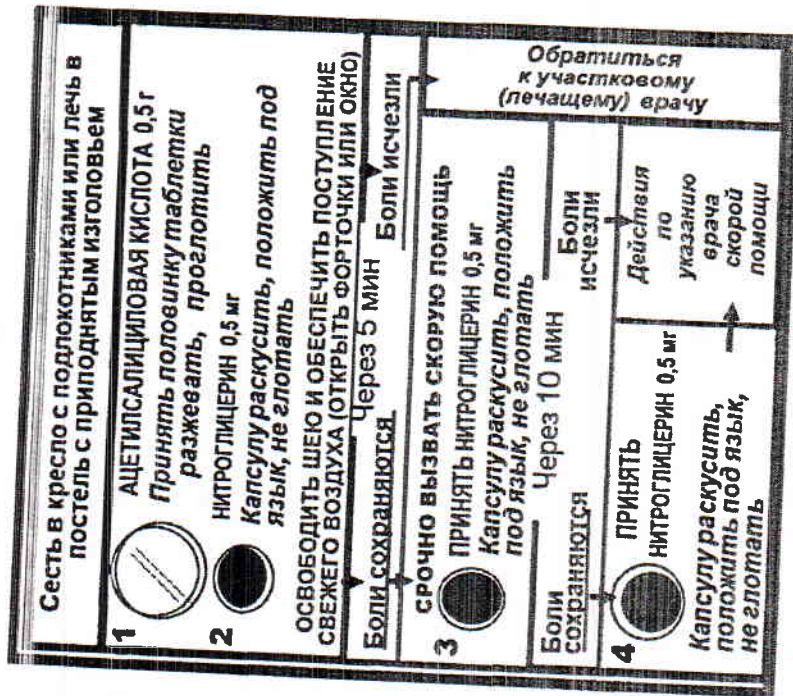 Сесть в кресло с подлокотниками или лечь в
постель с приподнятым изголовьем
1
АЦЕТИЛСАЛИЦИЛОВАЯ КИСЛОТА 0,5 г
Принять половинку таблетки
разжевать, проглотить
2
НИТРОГЛИЦЕРИН 0,5 мг
Капсулу раскусить, положить под
язык, не глотать
ОСВОБОДИТЬ ШЕЮ И ОБЕСПЕЧИТЬ ПОСТУПЛЕНИЕ
СВЕЖЕГО ВОЗДУХА (ОТКРЫТЬ ФОРТОЧКИ ИЛИ ОКНО)
Через 5 мин
Боли сохраняются
Боли исчезли
СРОЧНО ВЫЗВАТЬ СКОРУЮ ПОМОЩЬ
3
ПРИНЯТЬ НИТРОГЛИЦЕРИН 0,5 мг
Капсулу раскусить, положить
под язык, не глотать
Обратиться
к участковому
(лечащему) врачу
Через 10 мин
Боли
сохраняются
Боли
исчезли
4
ПРИНЯТЬ
НИТРОГЛИЦЕРИН 0,5 мг
Капсулу раскусить,
положить под язык,
не глотать
Действия
по
указанию
врача
скорой
помощи